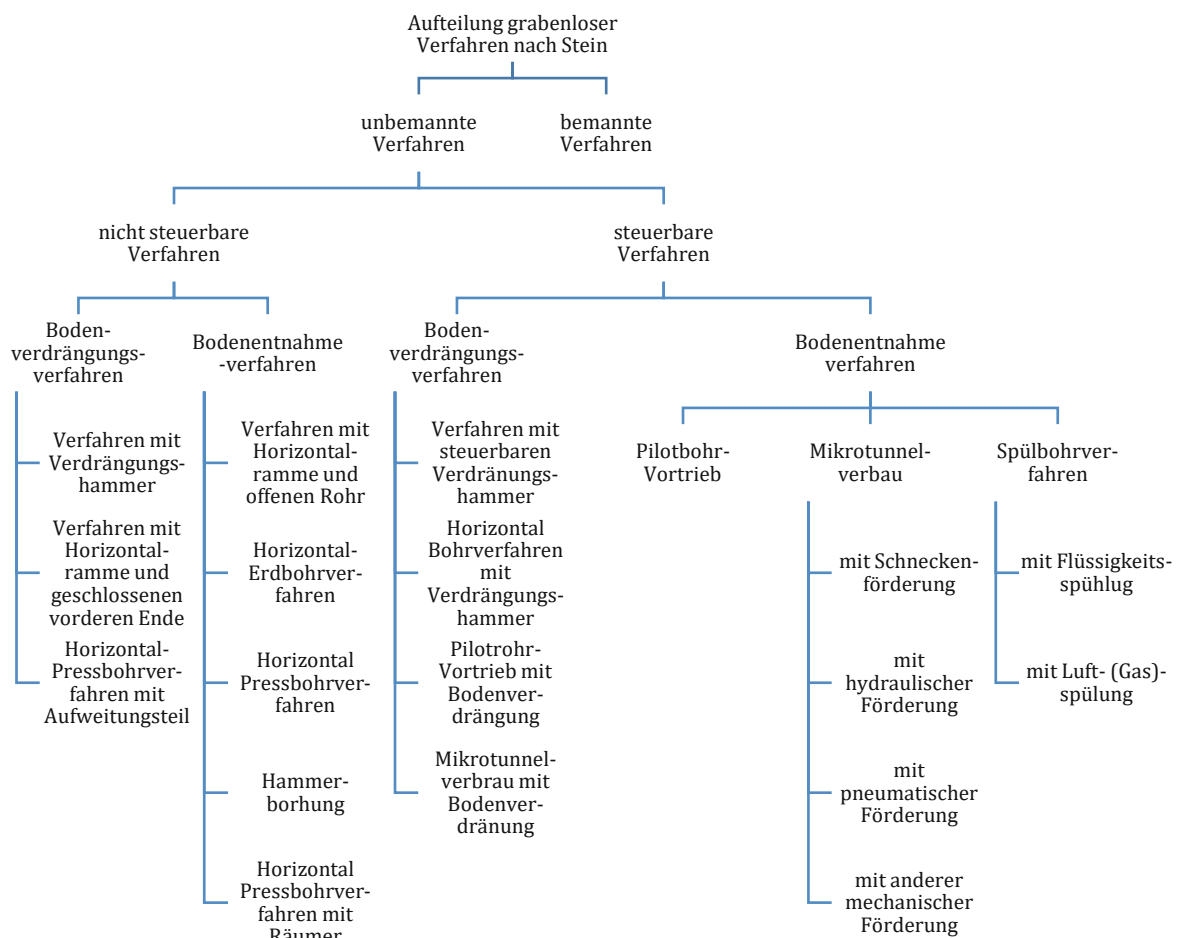 Aufteilung grabenloser
Verfahren nach Stein
unbemannte
Verfahren
bemannte
Verfahren
nicht steuerbare
Verfahren
steuerbare
Verfahren
Boden-
verdrängungs-
verfahren
Bodenentnahme
-verfahren
Boden-
verdrängungs-
verfahren
Bodenentnahme
verfahren
Verfahren mit
Verdrängungs-
hammer
Verfahren mit
Horizontal-
ramme und
geschlossenen
vorderen Ende
Horizontal-
Pressbohrver-
fahren mit
Aufweitungsteil
Verfahren mit
Horizontal-
ramme und
offenen Rohr
Horizontal-
Erdbohrver-
fahren
Horizontal
Pressbohrver-
fahren
Hammer-
borhung
Horizontal
Pressbohrver-
fahren mit
Räumer
Verfahren mit
steuerbaren
Verdränungs-
hammer
Horizontal
Bohrverfahren
mit
Verdrängungs-
hammer
Pilotrohr-
Vortrieb mit
Bodenver-
drängung
Mikrotunnel-
verbrau mit
Bodenver-
dränung
Pilotbohr-
Vortrieb
Mikrotunnel-
verbau
mit Schnecken-
förderung
mit
hydraulischer
Förderung
mit
pneumatischer
Förderung
mit anderer
mechanischer
Förderung
Spülbohrver-
fahren
mit Flüssigkeits-
spühlug
mit Luft- (Gas)-
spülung